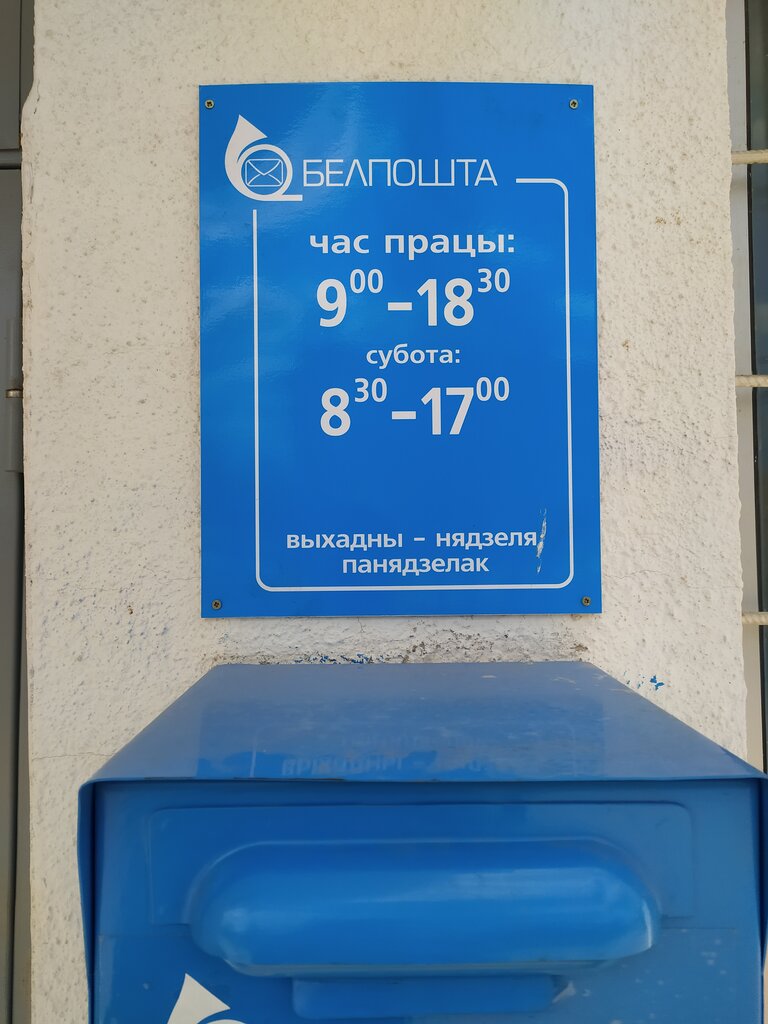 БЕЛПОШТА
час працы:
9⁰⁰-18³⁰
субота:
8³⁰-17⁰⁰
выхадны - нядзеля,
панядзелак